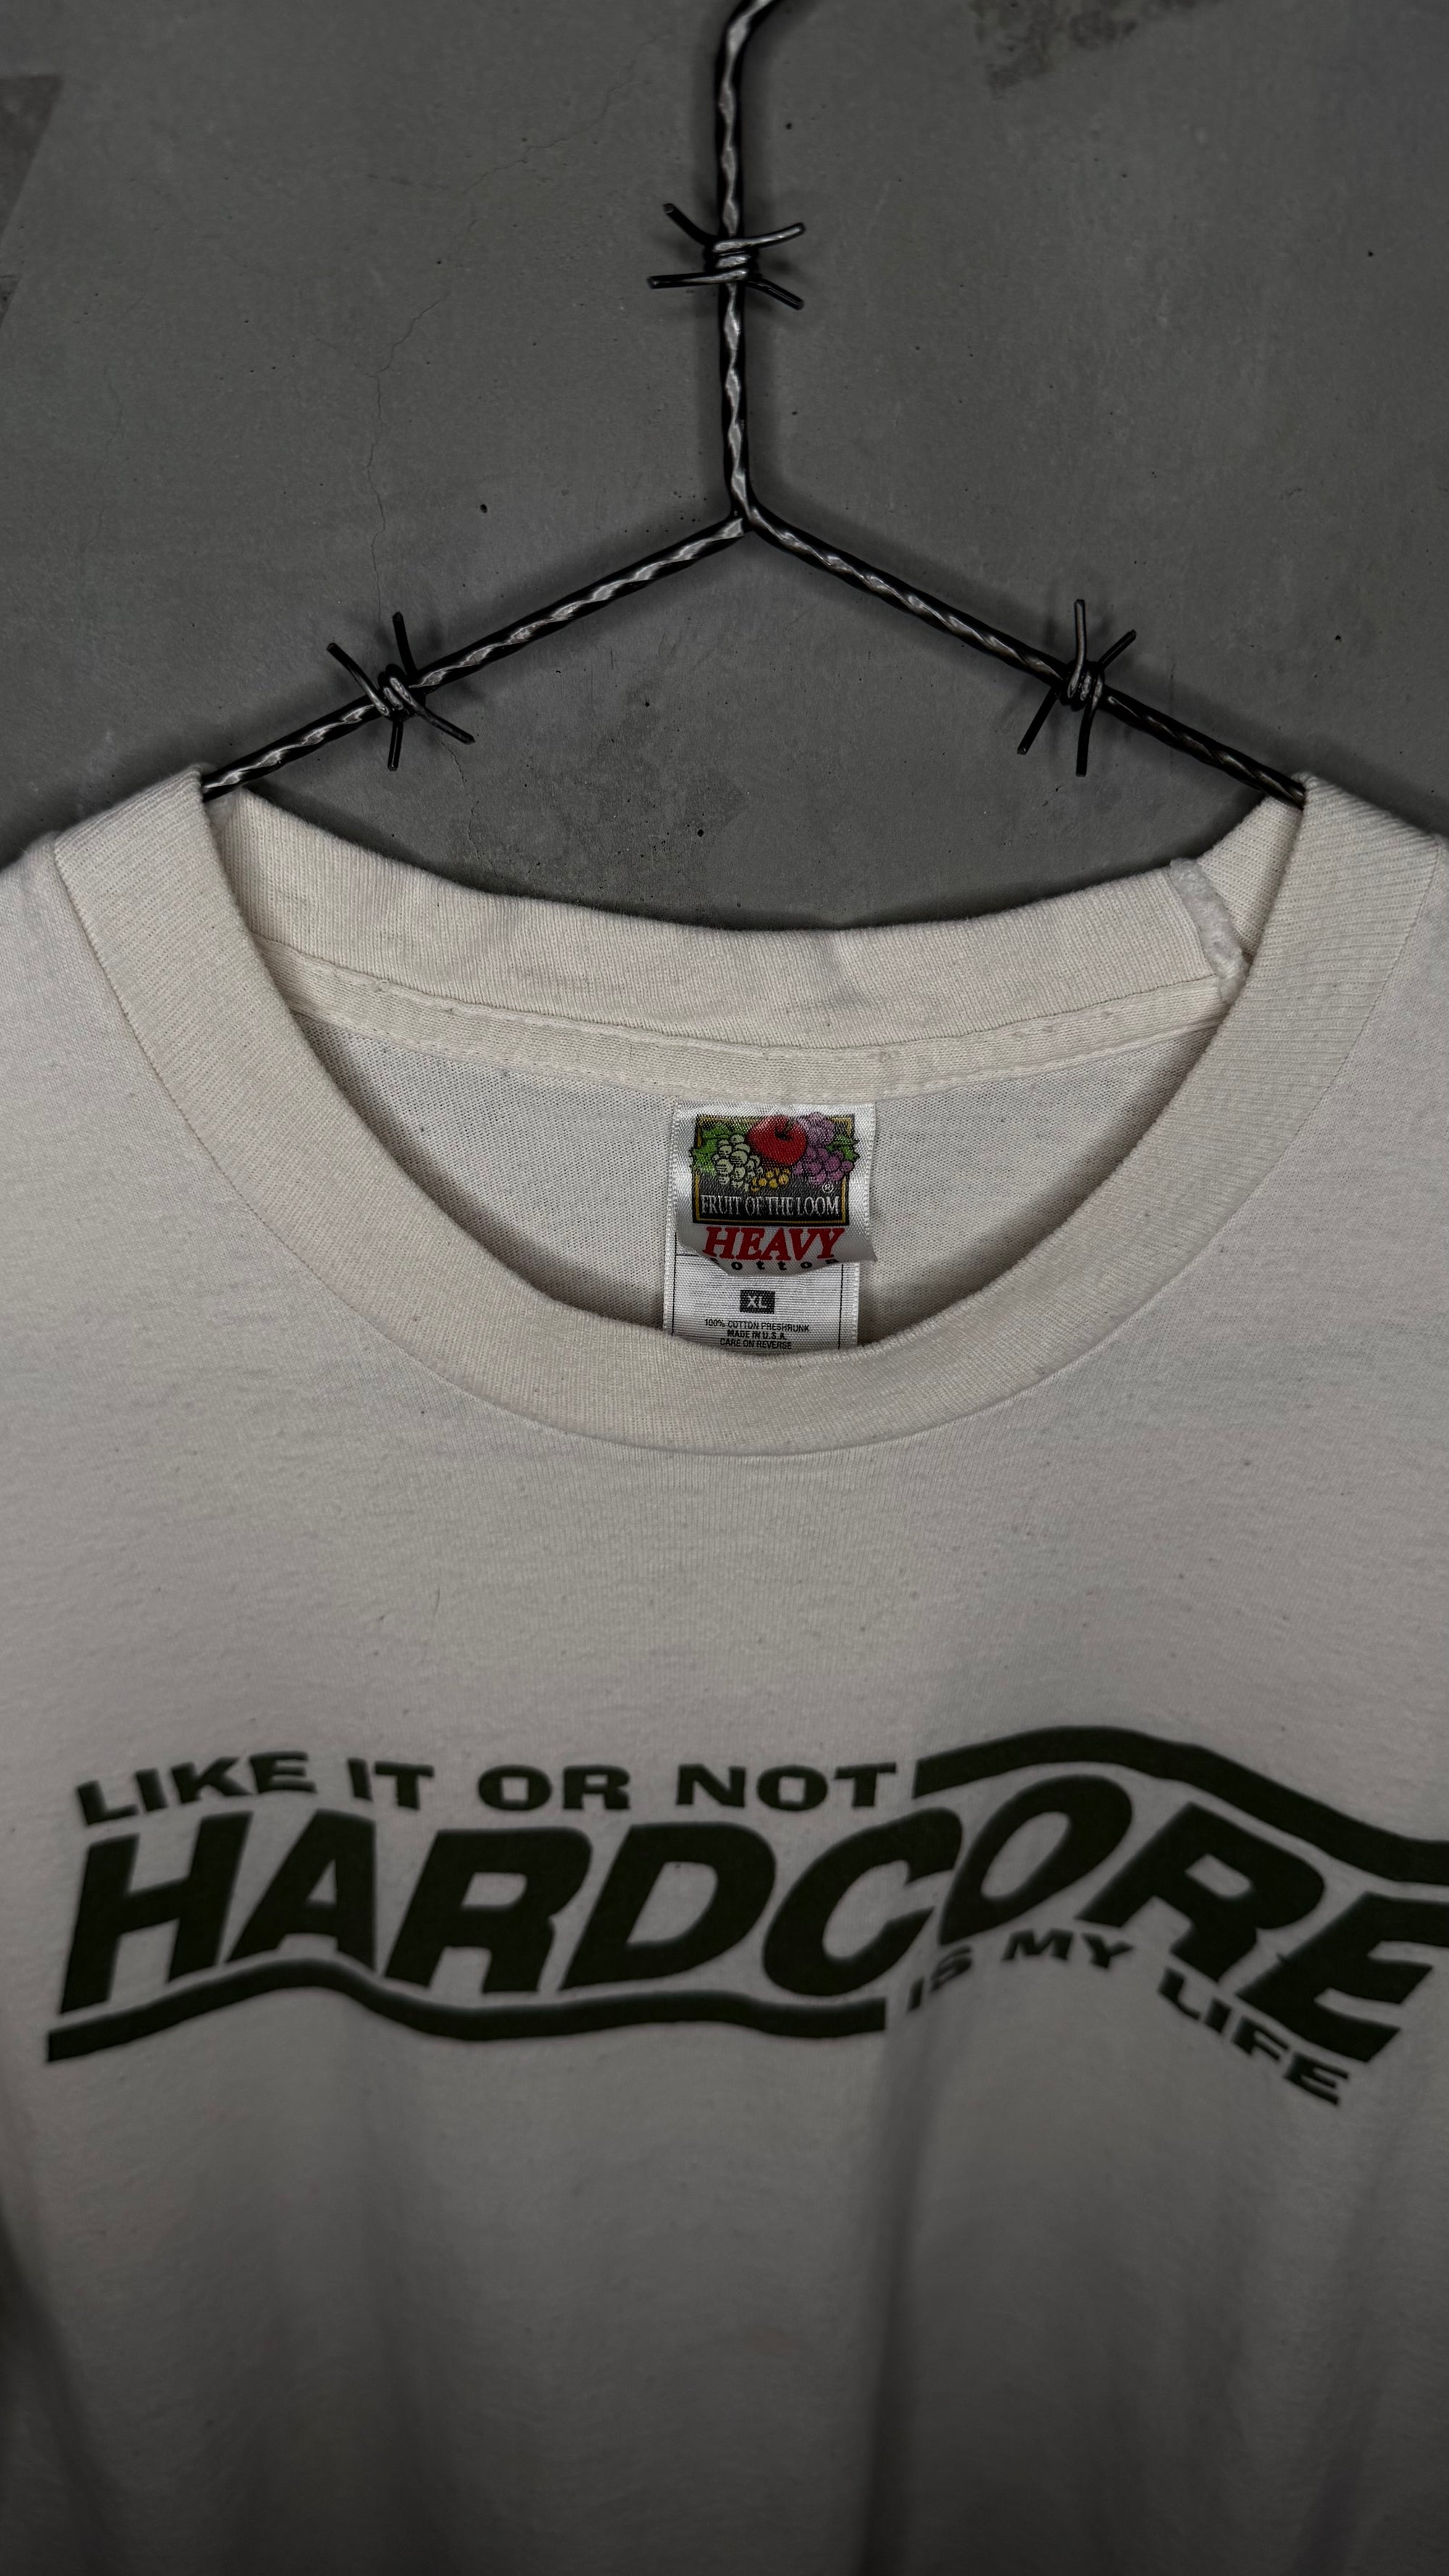 FRUIT OF THE LOOM ®
HEAVY
XL
100% COTTON PRESHRUNK
MADE IN U.S.A.
CARE ON REVERSE
LIKE IT OR NOT
HARDCORE
IS MY LIFE